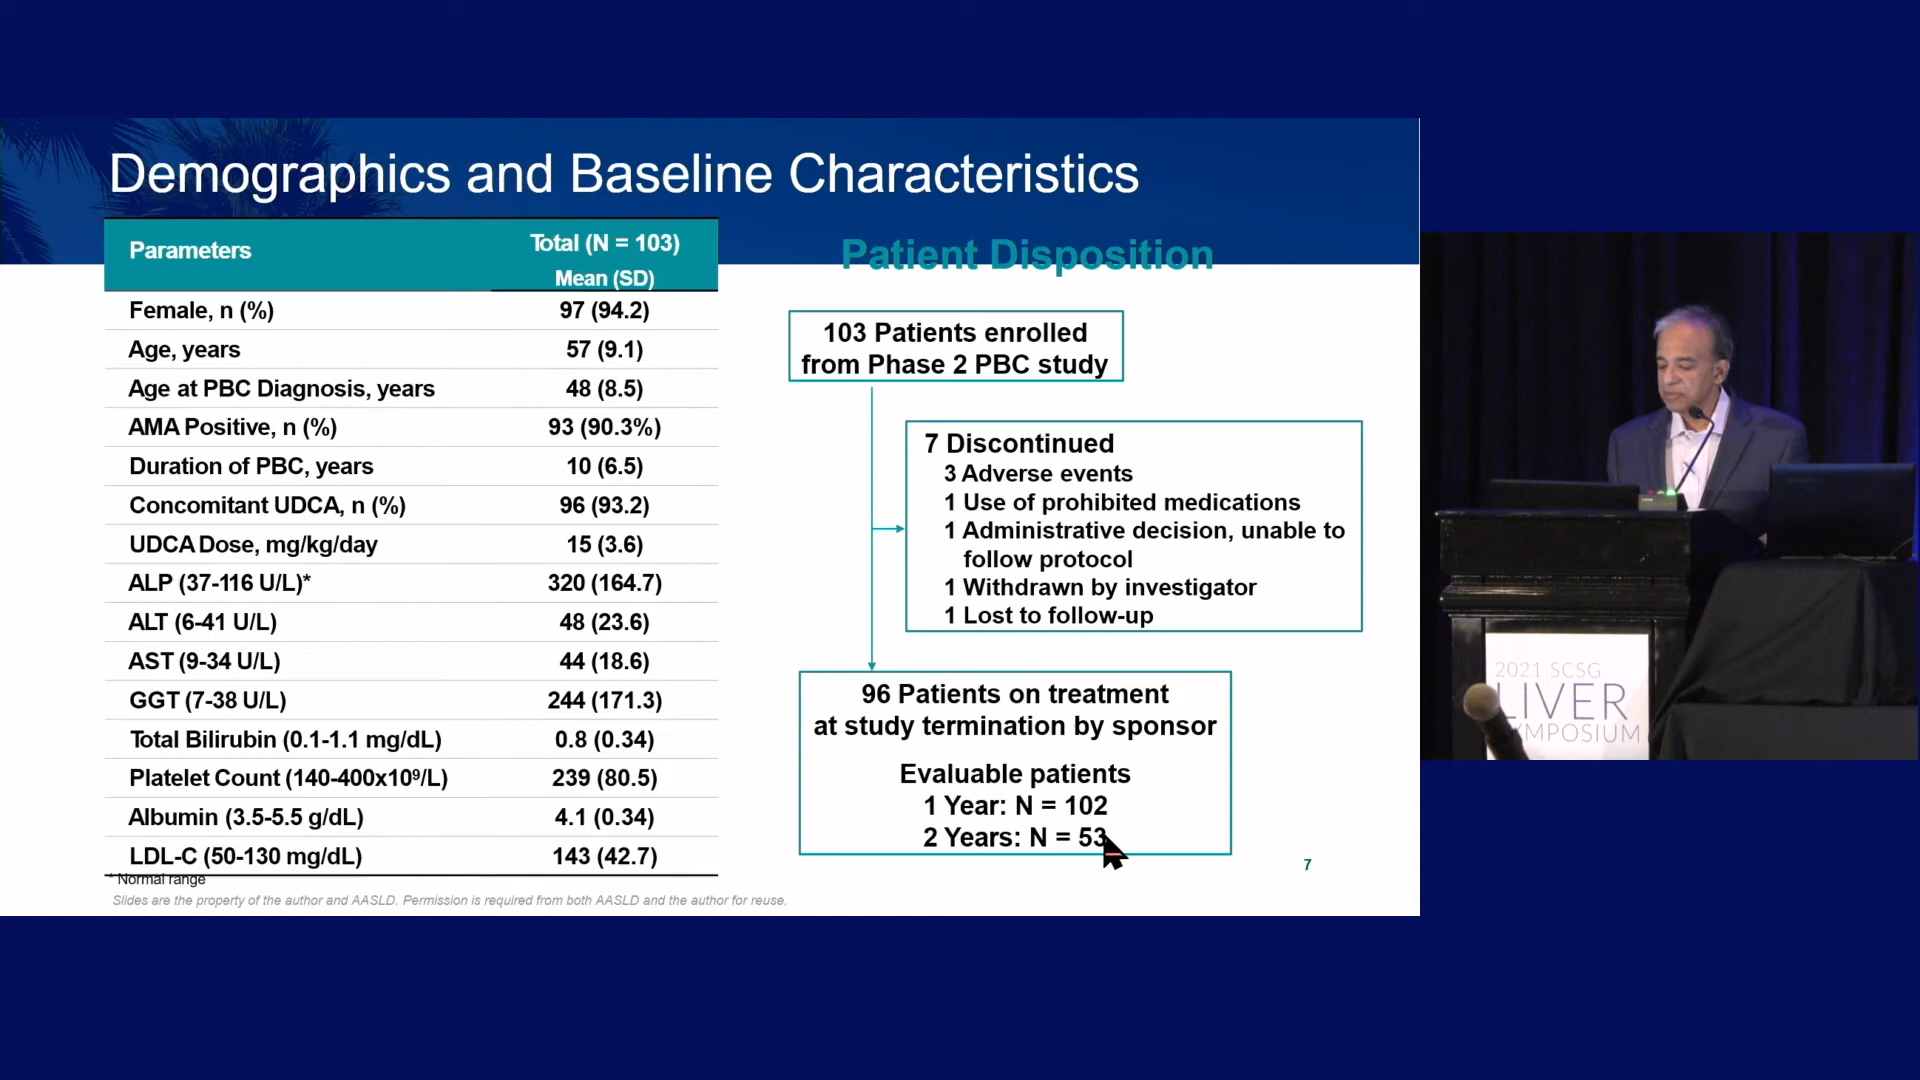 Demographics and Baseline Characteristics
Parameters
Total (N = 103)
Mean (SD)
Female, n (%) 97 (94.2)
Age, years 57 (9.1)
Age at PBC Diagnosis, years 48 (8.5)
AMA Positive, n (%) 93 (90.3%)
Duration of PBC, years 10 (6.5)
Concomitant UDCA, n (%) 96 (93.2)
UDCA Dose, mg/kg/day 15 (3.6)
ALP (37-116 U/L)* 320 (164.7)
ALT (6-41 U/L) 48 (23.6)
AST (9-34 U/L) 44 (18.6)
GGT (7-38 U/L) 244 (171.3)
Total Bilirubin (0.1-1.1 mg/dL) 0.8 (0.34)
Platelet Count (140-400x10⁹/L) 239 (80.5)
Albumin (3.5-5.5 g/dL) 4.1 (0.34)
LDL-C (50-130 mg/dL) 143 (42.7)
* Normal range
Slides are the property of the author and AASLD. Permission is required from both AASLD and the author for reuse.
Patient Disposition
103 Patients enrolled
from Phase 2 PBC study
7 Discontinued
3 Adverse events
1 Use of prohibited medications
1 Administrative decision, unable to
follow protocol
1 Withdrawn by investigator
1 Lost to follow-up
96 Patients on treatment
at study termination by sponsor
Evaluable patients
1 Year: N = 102
2 Years: N = 53
7
2021 SCSG
LIVER
YMPOSIUM